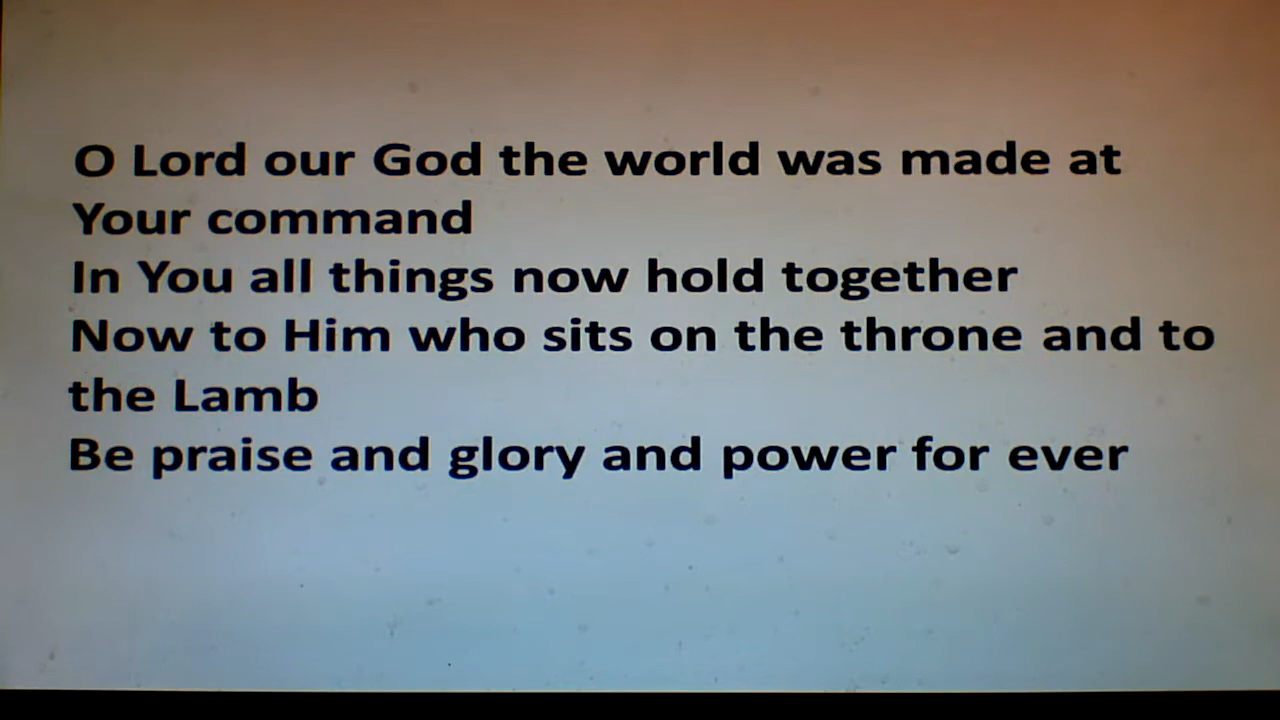 O Lord our God the world was made at
Your command
In You all things now hold together
Now to Him who sits on the throne and to
the Lamb
Be praise and glory and power for ever